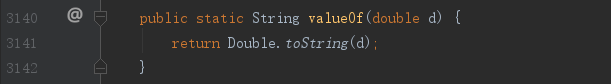 3140 @ public static String valueOf(double d) {
3141 return Double.toString(d);
3142 }